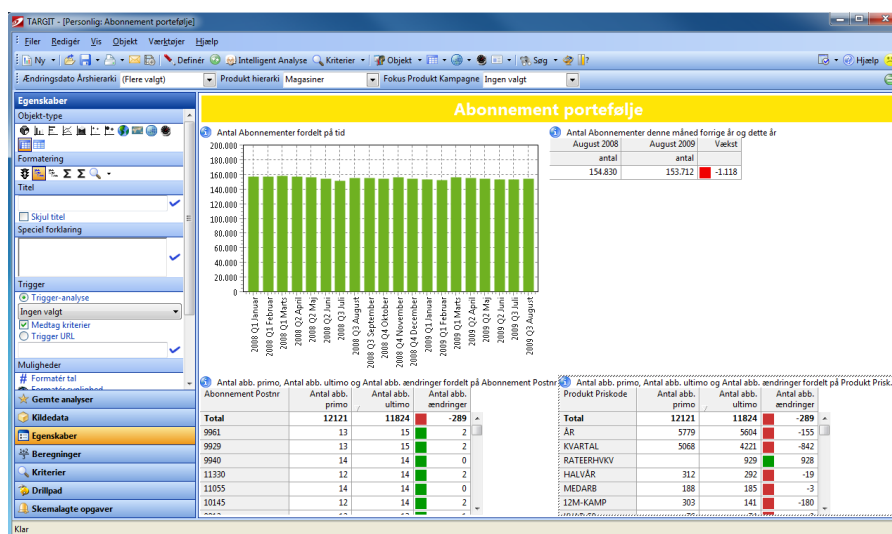 TARGIT - [Personlig: Abonnement portefølje]
Filer Redigér Vis Objekt Værktøjer Hjælp
Ny Definér Intelligent Analyse Kriterier Objekt Søg Hjælp
Ændringsdato Årshierarki (Flere valgt) Produkt hierarki Magasiner Fokus Produkt Kampagne Ingen valgt
Egenskaber
Objekt-type
Formatering
Titel
Skjul titel
Speciel forklaring
Trigger
Trigger-analyse
Ingen valgt
Medtag kriterier
Trigger URL
Muligheder
# Formatér tal
Gemte analyser
Kildedata
Egenskaber
Beregninger
Kriterier
Drillpad
Skemalagte opgaver
Klar
Abonnement portefølje
Antal Abonnementer fordelt på tid
200.000
180.000
160.000
140.000
120.000
100.000
80.000
60.000
40.000
20.000
0
2008 Q1 Januar
2008 Q1 Februar
2008 Q1 Marts
2008 Q2 April
2008 Q2 Maj
2008 Q2 Juni
2008 Q3 Juli
2008 Q3 August
2008 Q3 September
2008 Q4 Oktober
2008 Q4 November
2008 Q4 December
2009 Q1 Januar
2009 Q1 Februar
2009 Q1 Marts
2009 Q2 April
2009 Q2 Maj
2009 Q2 Juni
2009 Q3 Juli
2009 Q3 August
Antal Abonnementer denne måned forrige år og dette år
August 2008 August 2009 Vækst
antal antal
154.830 153.712 -1.118
Antal abb. primo, Antal abb. ultimo og Antal abb. ændringer fordelt på Abonnement Postnr
Abonnement Postnr Antal abb. primo Antal abb. ultimo Antal abb. ændringer
Total 12121 11824 -289
9961 13 15 2
9929 13 15 2
9940 14 14 0
11330 12 14 2
11055 14 14 0
10145 12 14 2
Antal abb. primo, Antal abb. ultimo og Antal abb. ændringer fordelt på Produkt Prisk.
Produkt Priskode Antal abb. primo Antal abb. ultimo Antal abb. ændringer
Total 12121 11824 -289
ÅR 5779 5604 -155
KVARTAL 5068 4221 -842
RATEERHVKV 929 928
HALVÅR 312 292 -19
MEDARB 188 185 -3
12M-KAMP 303 141 -180